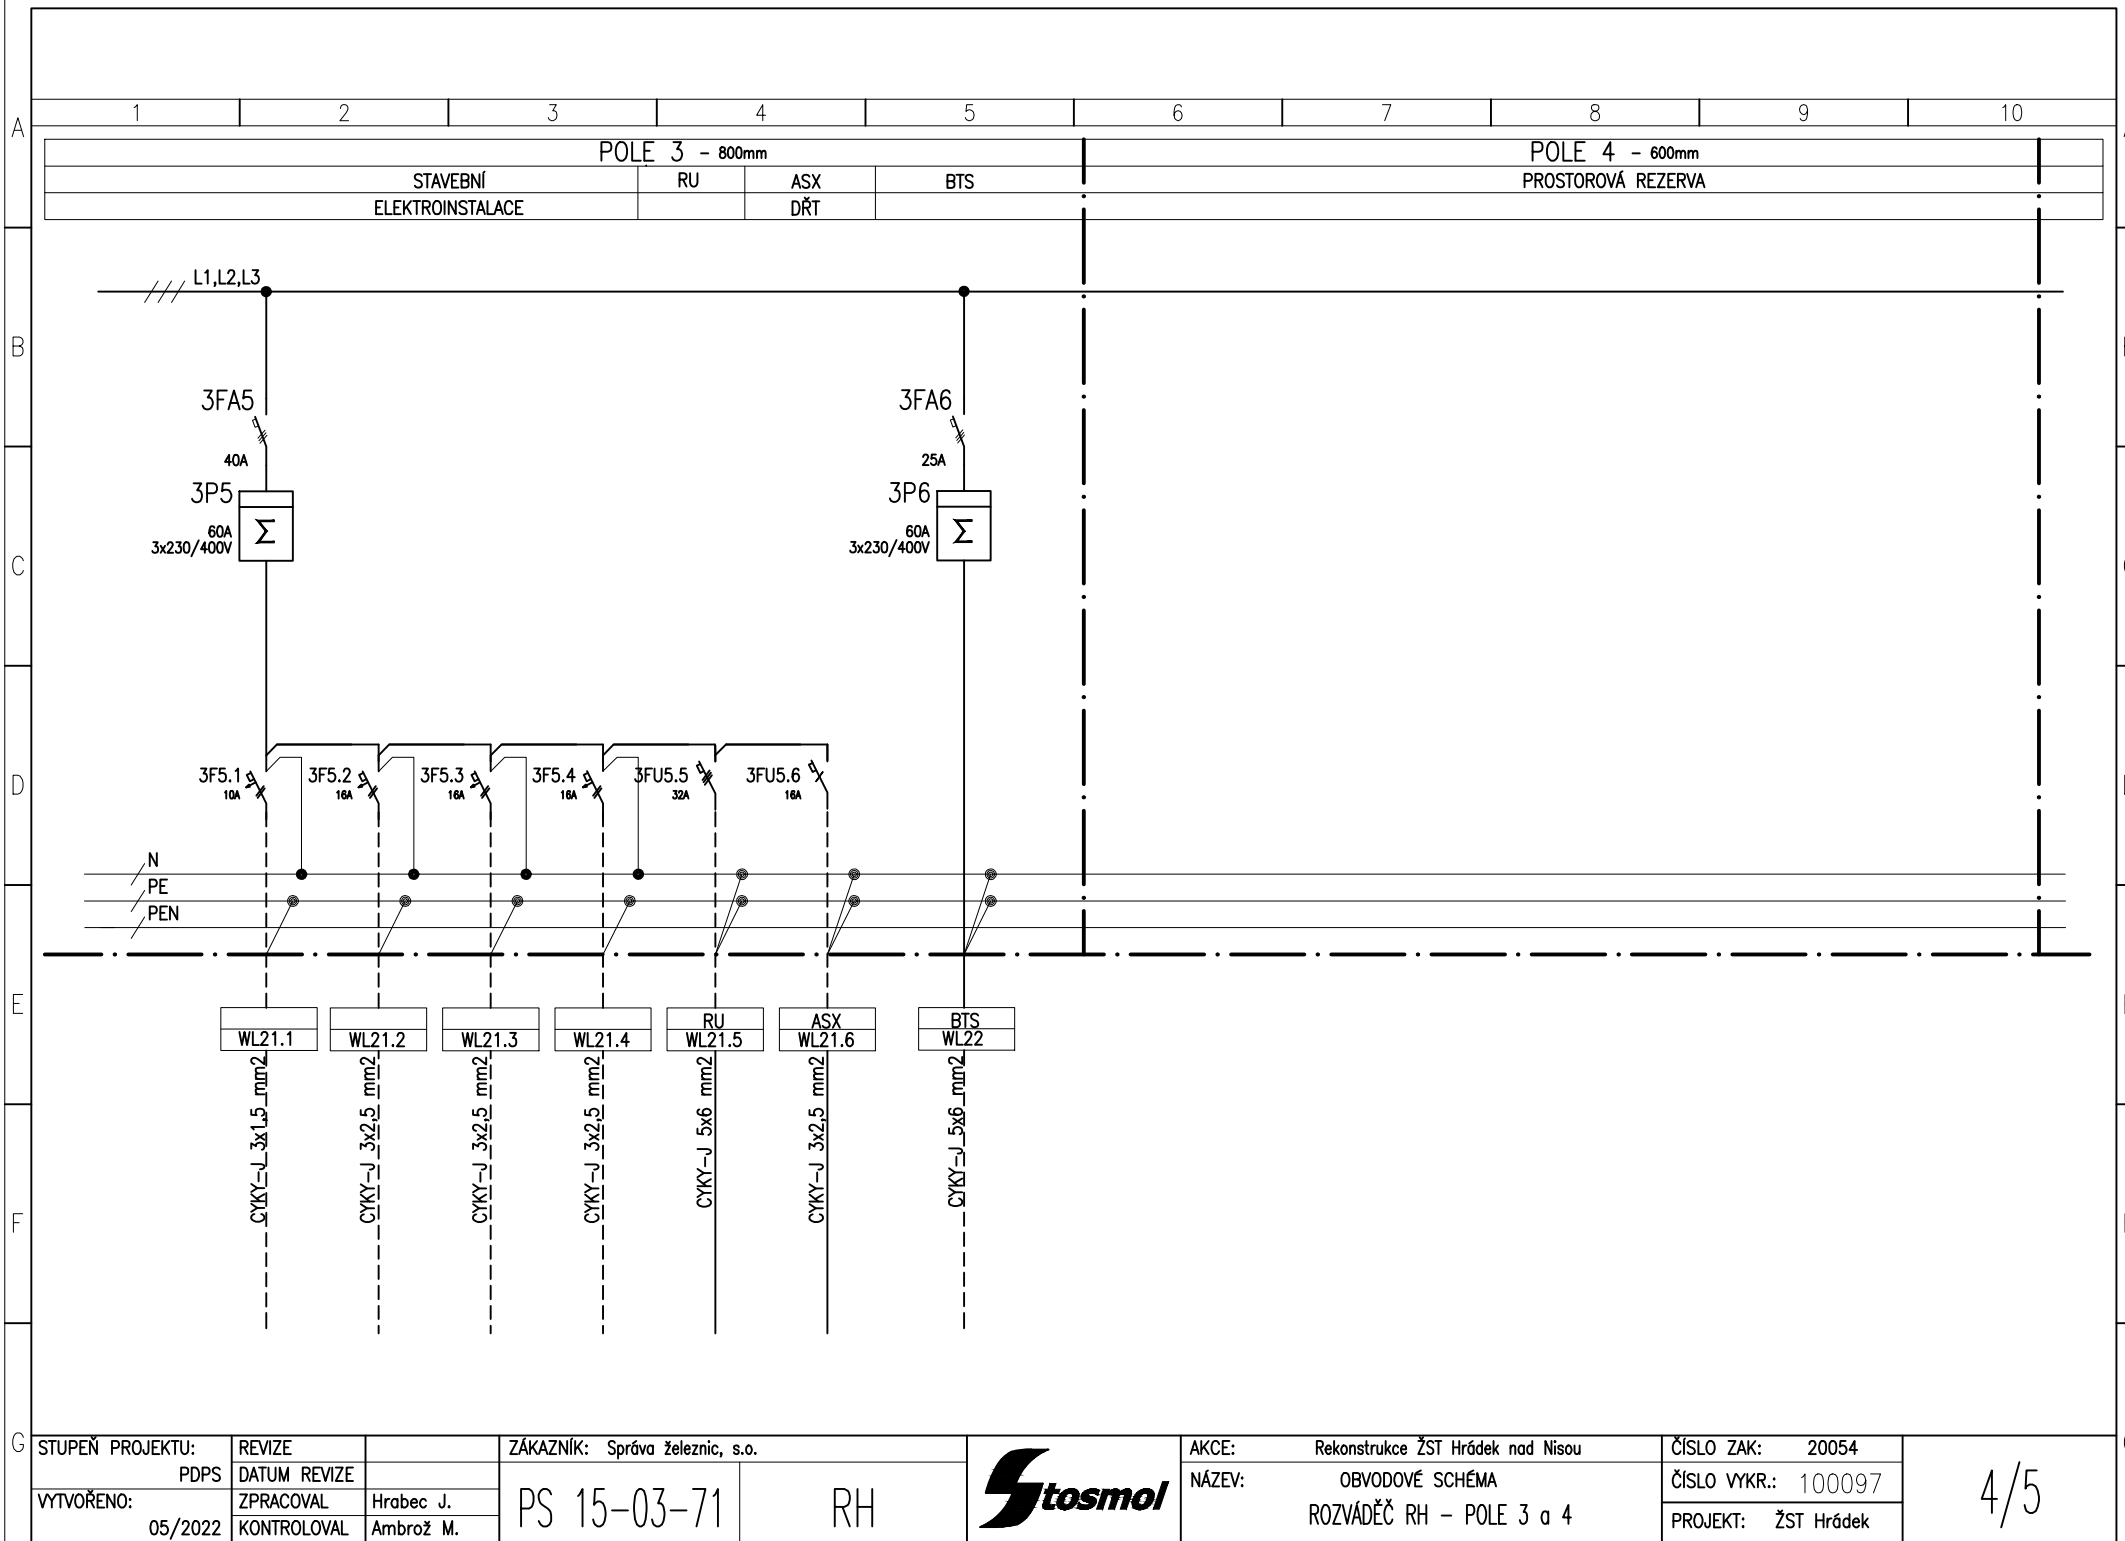 1 2 3 4 5 6 7 8 9 10
A
POLE 3 - 800mm POLE 4 - 600mm
STAVEBNÍ RU ASX BTS PROSTOROVÁ REZERVA
ELEKTROINSTALACE DŘT
L1,L2,L3
B
3FA5 3FA6
40A 25A
3P5 3P6
60A 60A
3x230/400V 3x230/400V
Σ Σ
C
D
3F5.1 3F5.2 3F5.3 3F5.4 3FU5.5 3FU5.6
10A 16A 16A 16A 32A 16A
N
PE
PEN
E
RU ASX BTS
WL21.1 WL21.2 WL21.3 WL21.4 WL21.5 WL21.6 WL22
CYKY-J 3x1,5 mm2
CYKY-J 3x2,5 mm2
CYKY-J 3x2,5 mm2
CYKY-J 3x2,5 mm2
CYKY-J 5x6 mm2
CYKY-J 3x2,5 mm2
CYKY-J 5x6 mm2
F
G
STUPEŇ PROJEKTU:
PDPS
VYTVOŘENO:
05/2022
REVIZE
DATUM REVIZE
ZPRACOVAL Hrabec J.
KONTROLOVAL Ambrož M.
ZÁKAZNÍK: Správa železnic, s.o.
PS 15-03-71 RH
Stosmol
AKCE: Rekonstrukce ŽST Hrádek nad Nisou
NÁZEV: OBVODOVÉ SCHÉMA
ROZVÁDĚČ RH - POLE 3 a 4
ČÍSLO ZAK: 20054
ČÍSLO VYKR.: 100097
PROJEKT: ŽST Hrádek
4/5